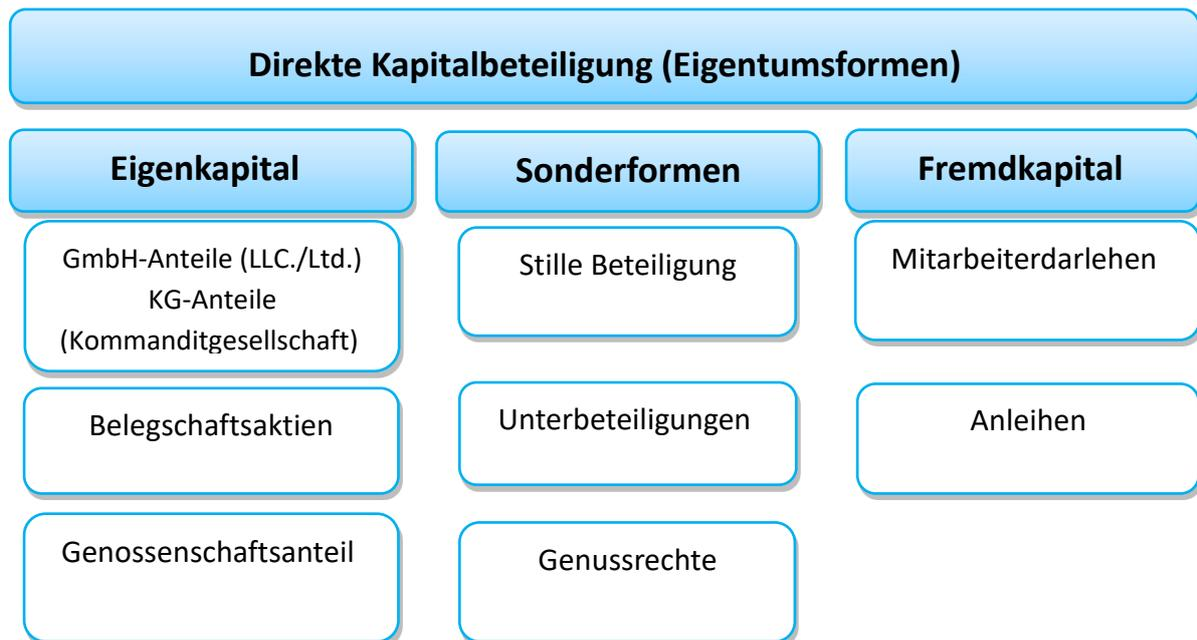 Direkte Kapitalbeteiligung (Eigentumsformen)
Eigenkapital
Sonderformen
Fremdkapital
GmbH-Anteile (LLC./Ltd.)
KG-Anteile
(Kommanditgesellschaft)
Stille Beteiligung
Mitarbeiterdarlehen
Belegschaftsaktien
Unterbeteiligungen
Anleihen
Genossenschaftsanteil
Genussrechte